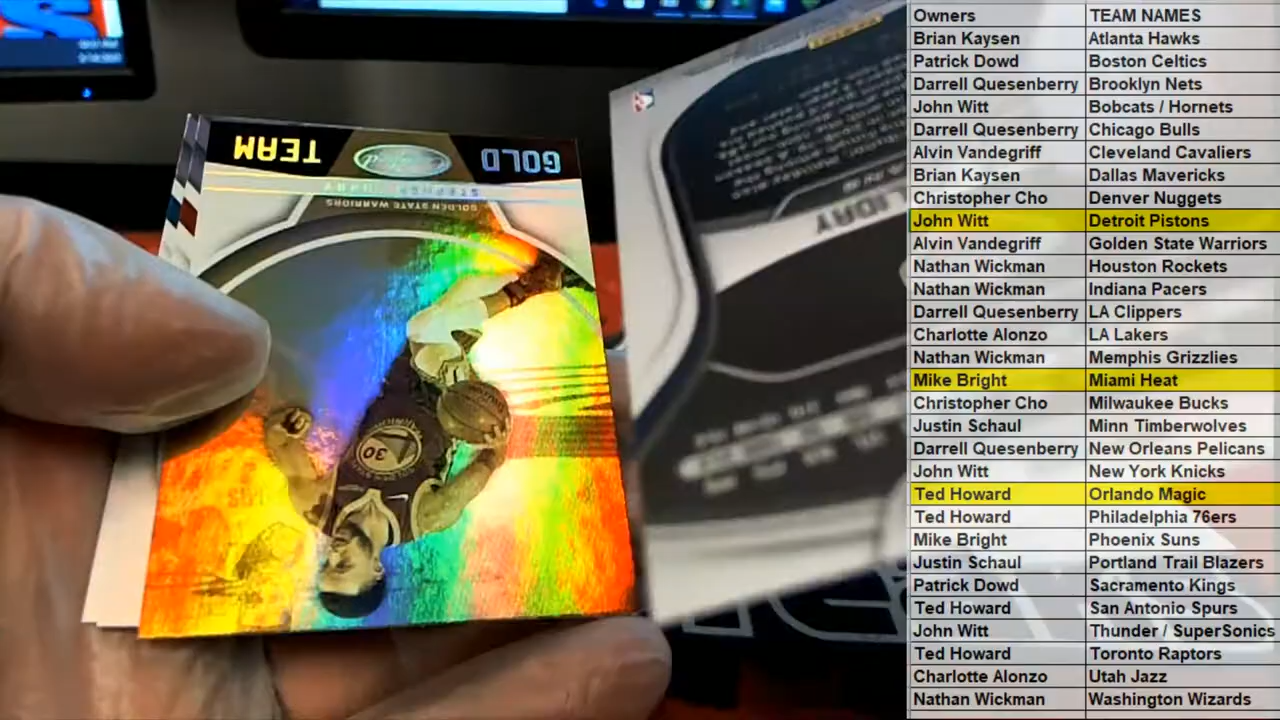 GOLD TEAM
STEPHEN CURRY
GOLDEN STATE WARRIORS
30
LIDAY
Owners TEAM NAMES
Brian Kaysen Atlanta Hawks
Patrick Dowd Boston Celtics
Darrell Quesenberry Brooklyn Nets
John Witt Bobcats / Hornets
Darrell Quesenberry Chicago Bulls
Alvin Vandegriff Cleveland Cavaliers
Brian Kaysen Dallas Mavericks
Christopher Cho Denver Nuggets
John Witt Detroit Pistons
Alvin Vandegriff Golden State Warriors
Nathan Wickman Houston Rockets
Nathan Wickman Indiana Pacers
Darrell Quesenberry LA Clippers
Charlotte Alonzo LA Lakers
Nathan Wickman Memphis Grizzlies
Mike Bright Miami Heat
Christopher Cho Milwaukee Bucks
Justin Schaul Minn Timberwolves
Darrell Quesenberry New Orleans Pelicans
John Witt New York Knicks
Ted Howard Orlando Magic
Ted Howard Philadelphia 76ers
Mike Bright Phoenix Suns
Justin Schaul Portland Trail Blazers
Patrick Dowd Sacramento Kings
Ted Howard San Antonio Spurs
John Witt Thunder / SuperSonics
Ted Howard Toronto Raptors
Charlotte Alonzo Utah Jazz
Nathan Wickman Washington Wizards